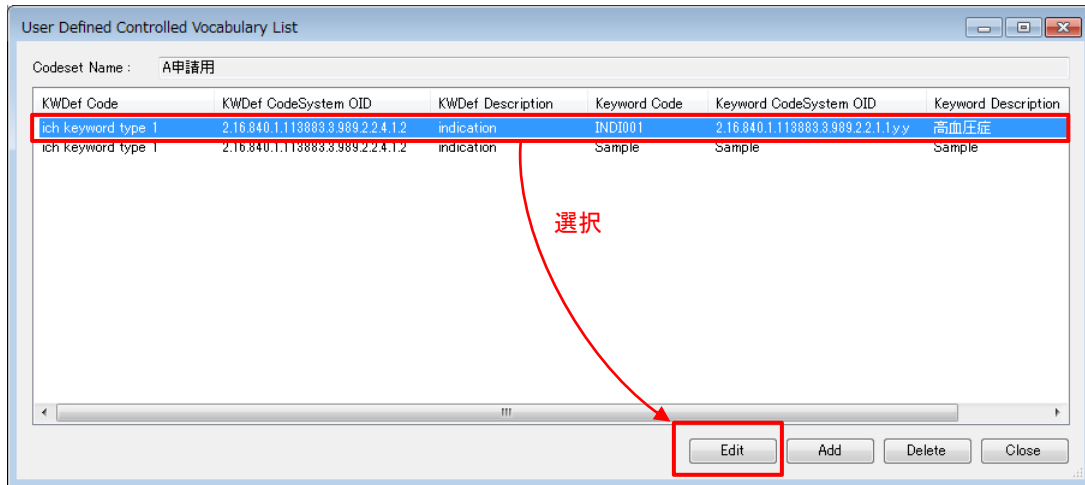 User Defined Controlled Vocabulary List
Codeset Name : A申請用
KWDef Code KWDef CodeSystem OID KWDef Description Keyword Code Keyword CodeSystem OID Keyword Description
ich keyword type 1 2.16.840.1.113883.3.989.2.2.4.1.2 indication INDI001 2.16.840.1.113883.3.989.2.2.1.1.y.y 高血圧症
ich keyword type 1 2.16.840.1.113883.3.989.2.2.4.1.2 indication Sample Sample Sample
選択
Edit Add Delete Close